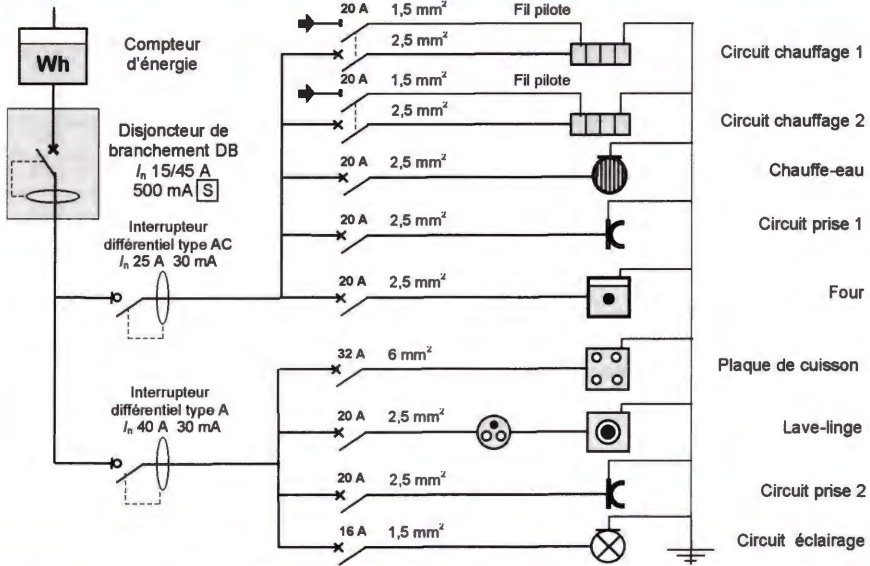 20 A 1,5 mm² Fil pilote
2,5 mm²
Circuit chauffage 1
Wh
Compteur
d'énergie
20 A 1,5 mm² Fil pilote
2,5 mm²
Circuit chauffage 2
Disjoncteur de
branchement DB
In 15/45 A
500 mA S
20 A 2,5 mm²
Chauffe-eau
20 A 2,5 mm²
Circuit prise 1
Interrupteur
différentiel type AC
In 25 A 30 mA
20 A 2,5 mm²
Four
32 A 6 mm²
Plaque de cuisson
Interrupteur
différentiel type A
In 40 A 30 mA
20 A 2,5 mm²
Lave-linge
20 A 2,5 mm²
Circuit prise 2
16 A 1,5 mm²
Circuit éclairage